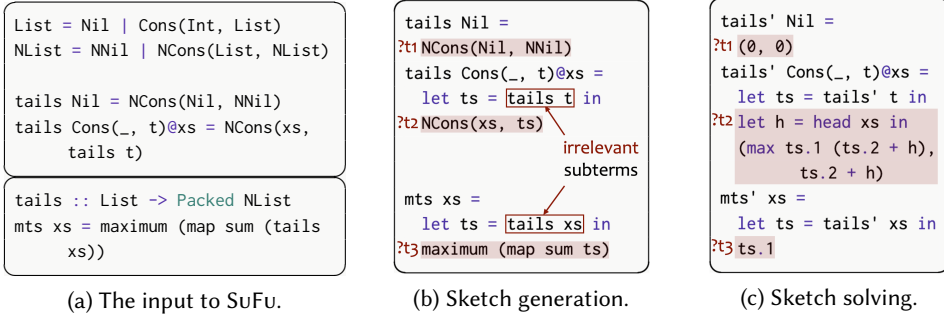 List = Nil | Cons(Int, List)
NList = NNil | NCons(List, NList)
tails Nil = NCons(Nil, NNil)
tails Cons(_, t)@xs = NCons(xs,
tails t)
tails :: List -> Packed NList
mts xs = maximum (map sum (tails
xs))
(a) The input to SuFu.
tails Nil =
?t1 NCons(Nil, NNil)
tails Cons(_, t)@xs =
let ts = tails t in
?t2 NCons(xs, ts)
irrelevant
subterms
mts xs =
let ts = tails xs in
?t3 maximum (map sum ts)
(b) Sketch generation.
tails' Nil =
?t1 (0, 0)
tails' Cons(_, t)@xs =
let ts = tails' t in
?t2 let h = head xs in
(max ts.1 (ts.2 + h),
ts.2 + h)
mts' xs =
let ts = tails' xs in
?t3 ts.1
(c) Sketch solving.